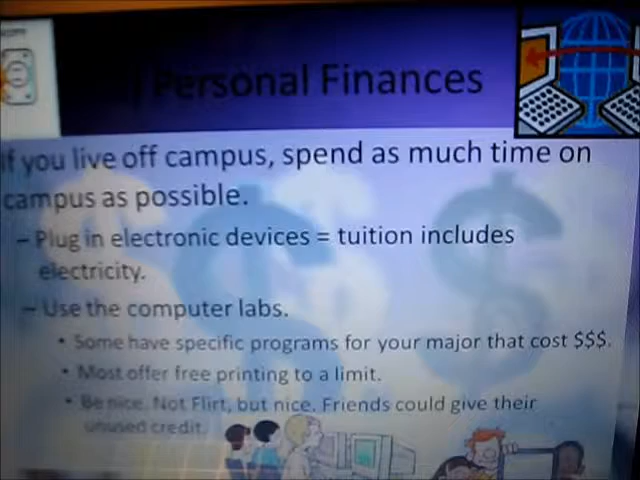 Personal Finances
If you live off campus, spend as much time on
campus as possible.
– Plug in electronic devices = tuition includes
electricity.
– Use the computer labs.
• Some have specific programs for your major that cost $$$.
• Most offer free printing to a limit.
• Be nice. Not Flirt, but nice. Friends could give their
unused credit.